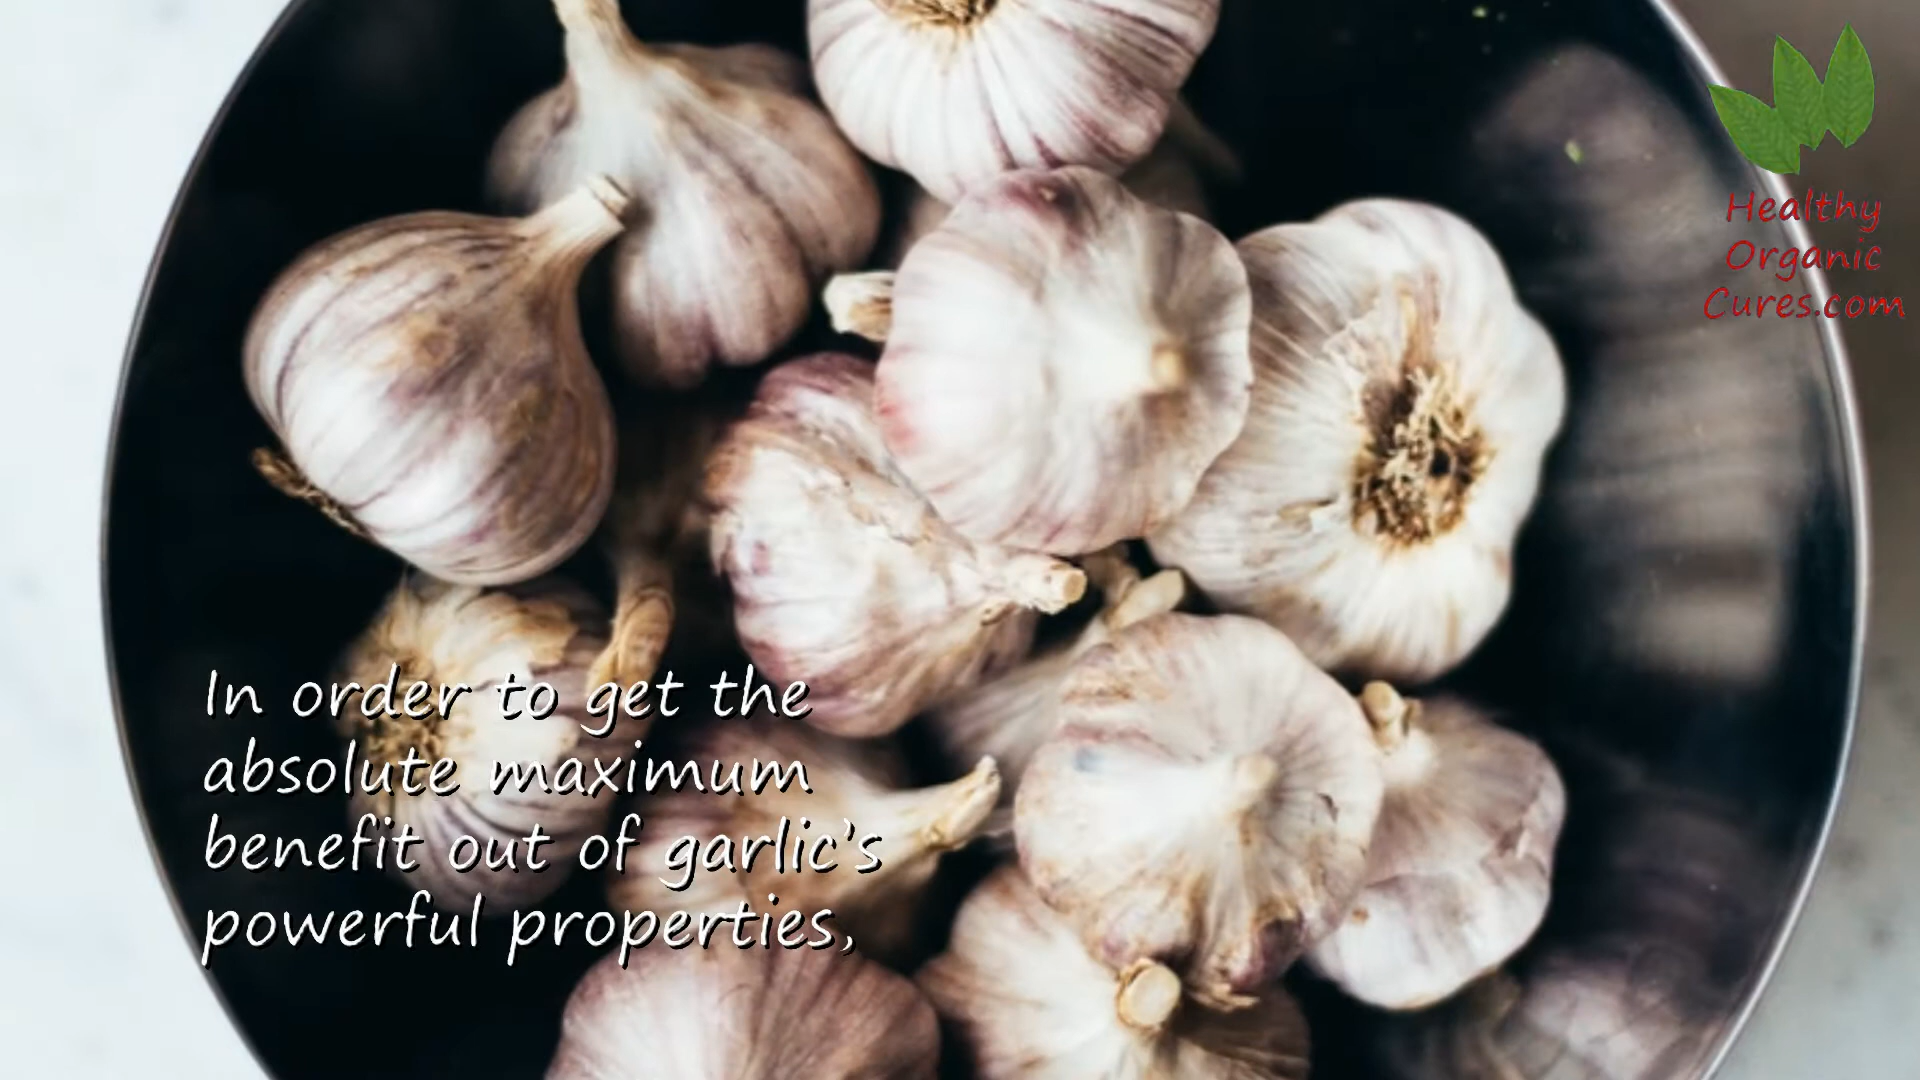 Healthy
Organic
Cures.com
In order to get the
absolute maximum
benefit out of garlic's
powerful properties,